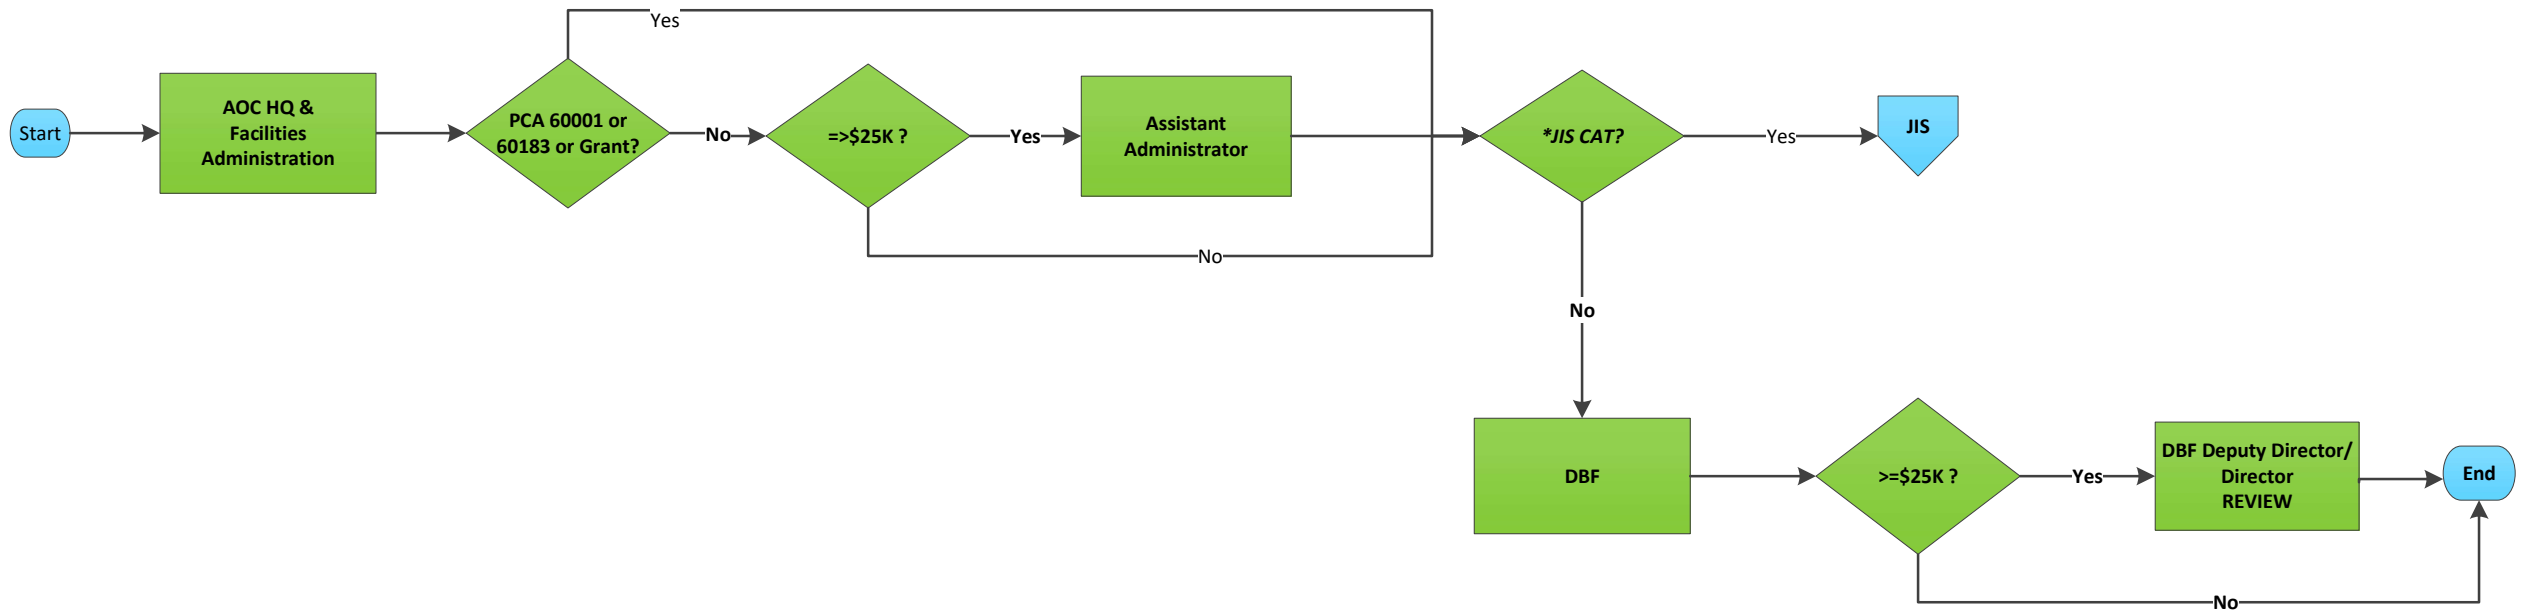 Yes
Start
AOC HQ &
Facilities
Administration
PCA 60001 or
60183 or Grant?
No
=>$25K ?
Yes
Assistant
Administrator
*JIS CAT?
Yes
JIS
No
No
DBF
>=$25K ?
Yes
DBF Deputy Director/
Director
REVIEW
End
No